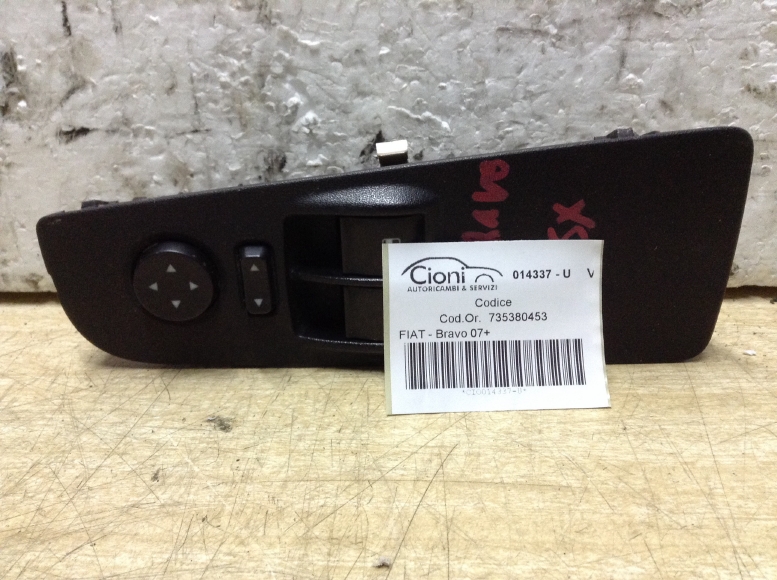 SX
Cioni
AUTORICAMBI & SERVIZI
014337 - U V
Codice
Cod.Or. 735380453
FIAT - Bravo 07+